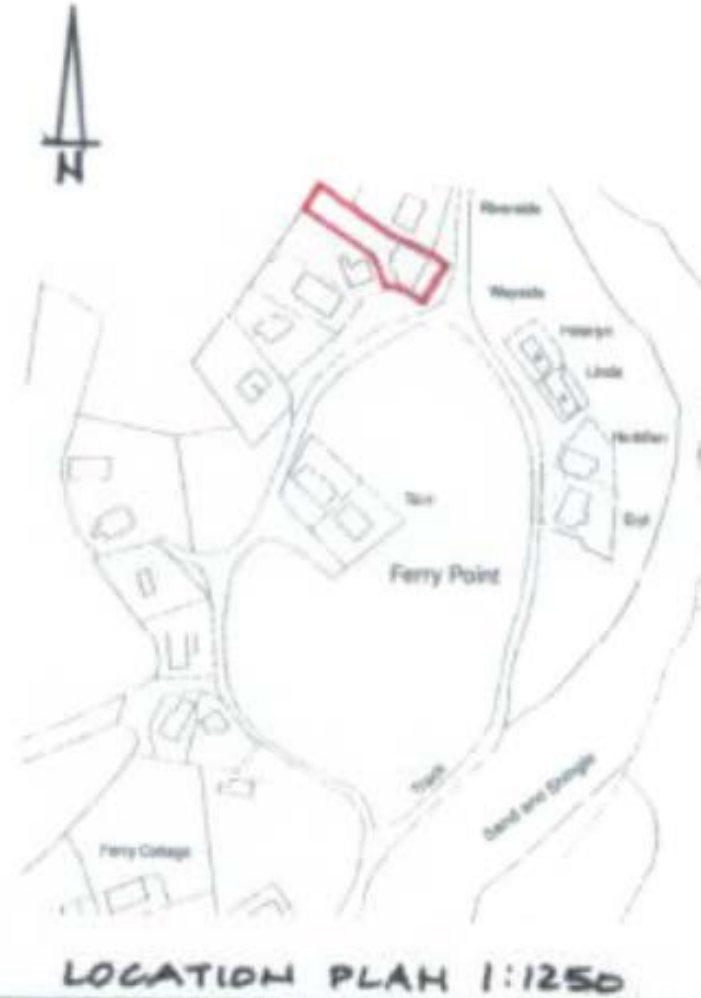 N
Riverside
Wayside
Linda
Ferry Point
Track
Sand and Shingle
Ferry Cottage
LOCATION PLAN 1:1250